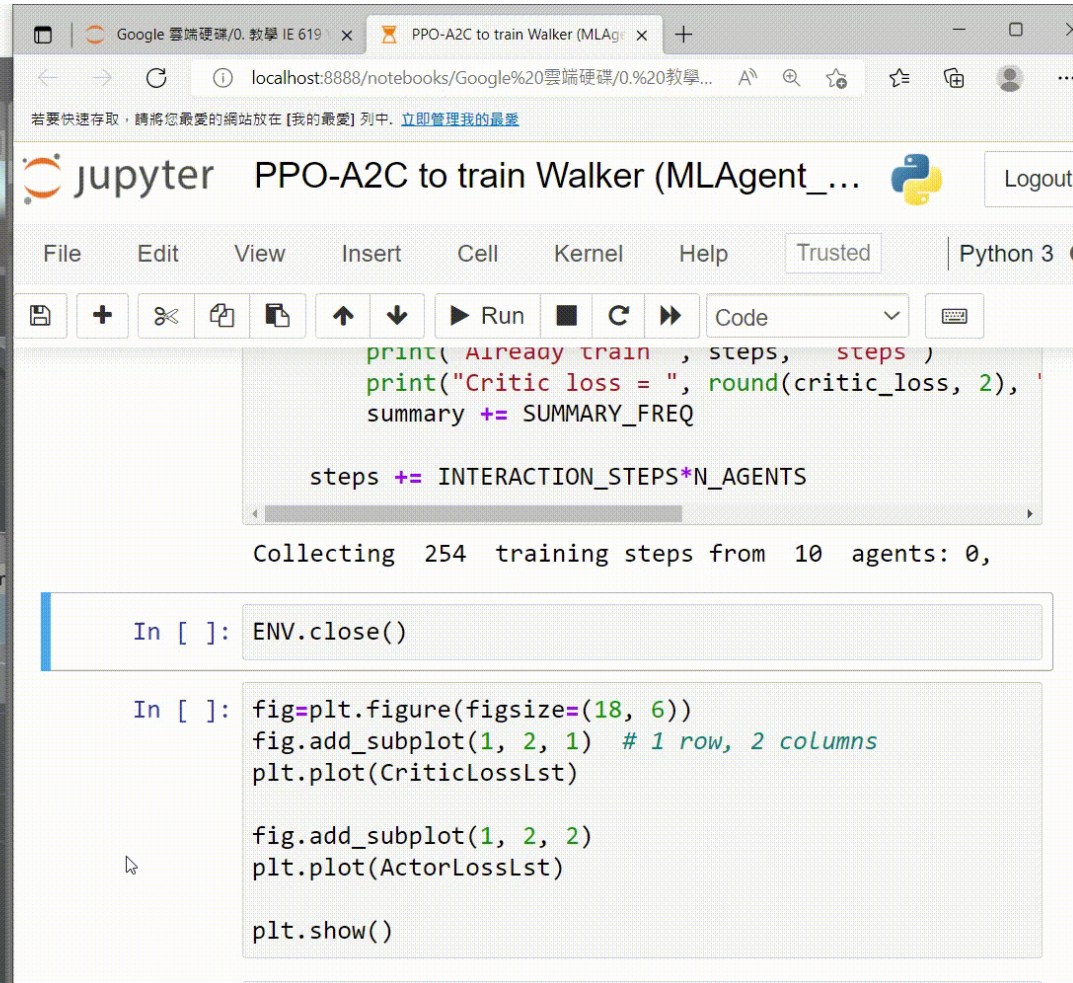 Google 雲端硬碟/0. 教學 IE 619
PPO-A2C to train Walker (MLAge
localhost:8888/notebooks/Google%20雲端硬碟/0.%20教學...
若要快速存取，請將您最愛的網站放在 [我的最愛] 列中. 立即管理我的最愛
jupyter PPO-A2C to train Walker (MLAgent_... Logout
File Edit View Insert Cell Kernel Help Trusted Python 3
Run Code
print("Already train ", steps, " steps")
print("Critic loss = ", round(critic_loss, 2), '
summary += SUMMARY_FREQ
steps += INTERACTION_STEPS*N_AGENTS
Collecting 254 training steps from 10 agents: 0,
In [ ]: ENV.close()
In [ ]: fig=plt.figure(figsize=(18, 6))
fig.add_subplot(1, 2, 1) # 1 row, 2 columns
plt.plot(CriticLossLst)
fig.add_subplot(1, 2, 2)
plt.plot(ActorLossLst)
plt.show()